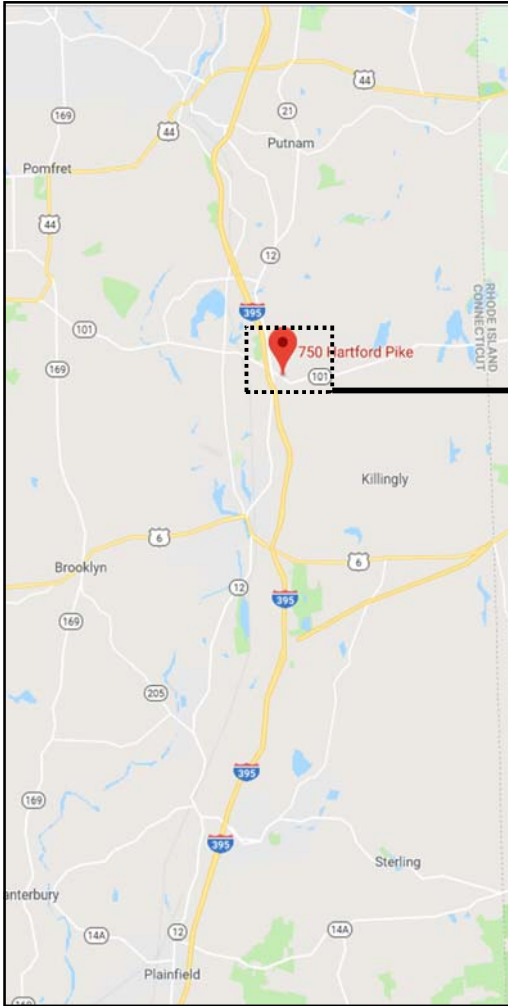 44
21
169
44
Putnam
Pomfret
44
12
395
RHODE ISLAND
CONNECTICUT
101
750 Hartford Pike
169
101
Killingly
6
6
Brooklyn
12
395
169
205
395
169
395
Sterling
anterbury
14A
12
14A
Plainfield
169